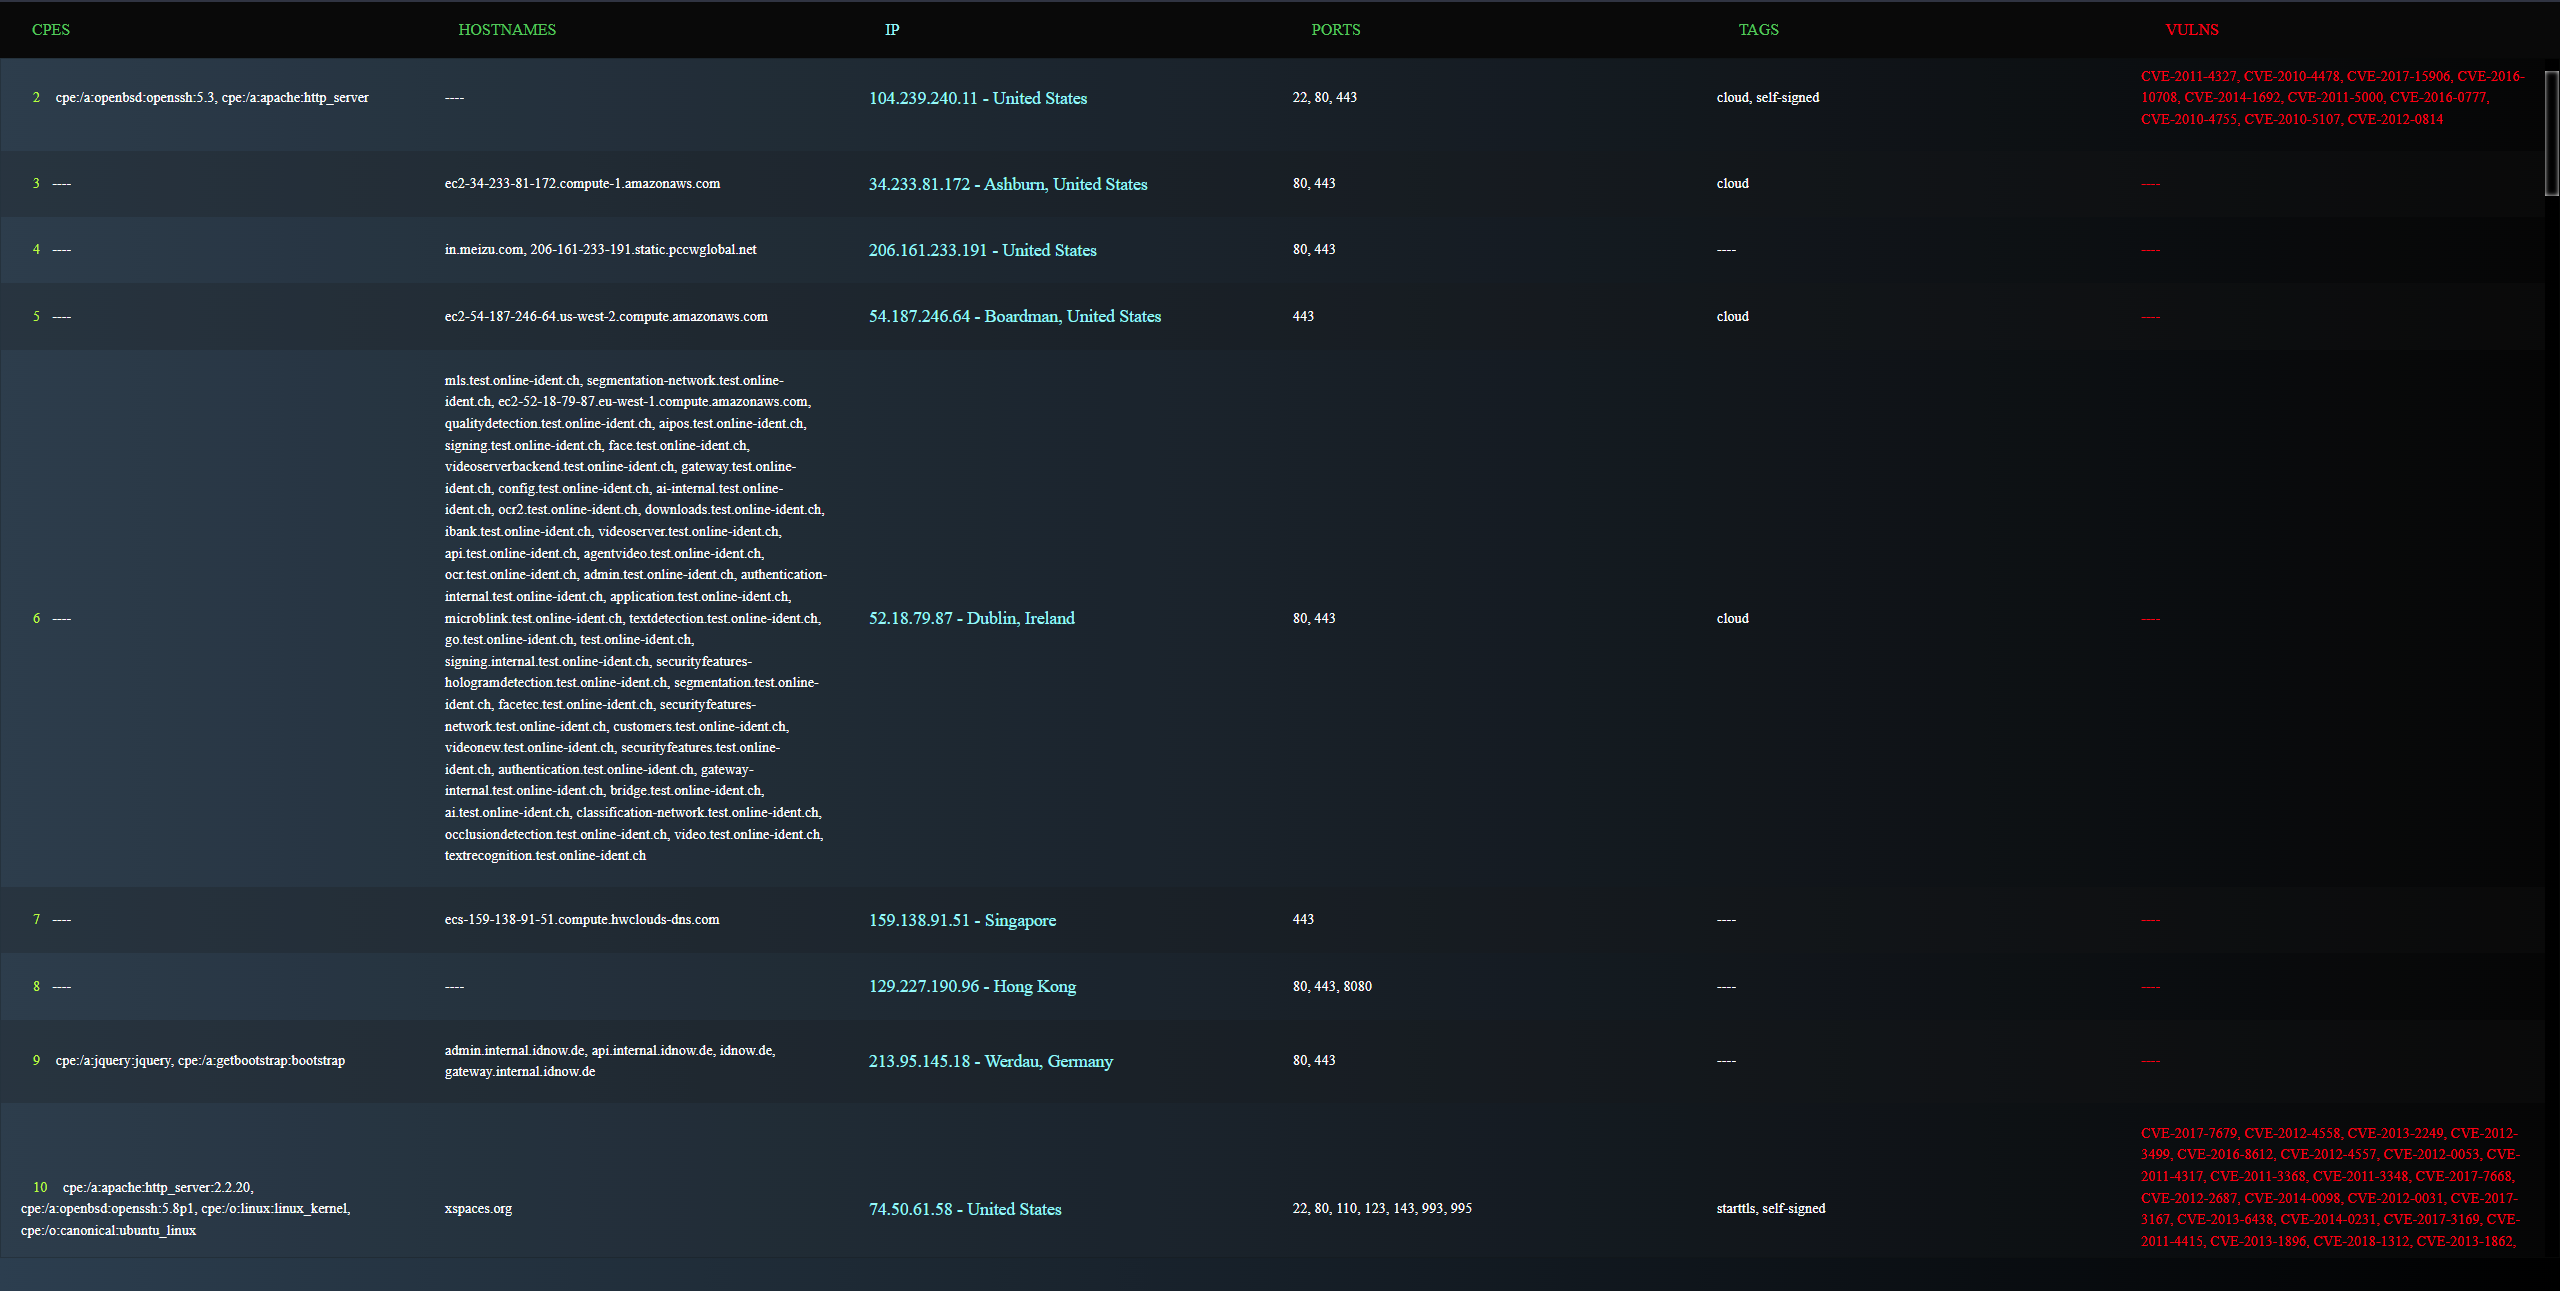 CPES HOSTNAMES IP PORTS TAGS VULNS
2 cpe:/a:openbsd:openssh:5.3, cpe:/a:apache:http_server ---- 104.239.240.11 - United States 22, 80, 443 cloud, self-signed
CVE-2011-4327, CVE-2010-4478, CVE-2017-15906, CVE-2016-
10708, CVE-2014-1692, CVE-2011-5000, CVE-2016-0777,
CVE-2010-4755, CVE-2010-5107, CVE-2012-0814
3 ---- ec2-34-233-81-172.compute-1.amazonaws.com 34.233.81.172 - Ashburn, United States 80, 443 cloud ----
4 ---- in.meizu.com, 206-161-233-191.static.pccwglobal.net 206.161.233.191 - United States 80, 443 ---- ----
5 ---- ec2-54-187-246-64.us-west-2.compute.amazonaws.com 54.187.246.64 - Boardman, United States 443 cloud ----
6 ----
mls.test.online-ident.ch, segmentation-network.test.online-
ident.ch, ec2-52-18-79-87.eu-west-1.compute.amazonaws.com,
qualitydetection.test.online-ident.ch, aipos.test.online-ident.ch,
signing.test.online-ident.ch, face.test.online-ident.ch,
videoserverbackend.test.online-ident.ch, gateway.test.online-
ident.ch, config.test.online-ident.ch, ai-internal.test.online-
ident.ch, ocr2.test.online-ident.ch, downloads.test.online-ident.ch,
ibank.test.online-ident.ch, videoserver.test.online-ident.ch,
api.test.online-ident.ch, agentvideo.test.online-ident.ch,
ocr.test.online-ident.ch, admin.test.online-ident.ch, authentication-
internal.test.online-ident.ch, application.test.online-ident.ch,
microblink.test.online-ident.ch, textdetection.test.online-ident.ch,
go.test.online-ident.ch, test.online-ident.ch,
signing.internal.test.online-ident.ch, securityfeatures-
hologramdetection.test.online-ident.ch, segmentation.test.online-
ident.ch, facetec.test.online-ident.ch, securityfeatures-
network.test.online-ident.ch, customers.test.online-ident.ch,
videonew.test.online-ident.ch, securityfeatures.test.online-
ident.ch, authentication.test.online-ident.ch, gateway-
internal.test.online-ident.ch, bridge.test.online-ident.ch,
ai.test.online-ident.ch, classification-network.test.online-ident.ch,
occlusiondetection.test.online-ident.ch, video.test.online-ident.ch,
textrecognition.test.online-ident.ch
52.18.79.87 - Dublin, Ireland 80, 443 cloud ----
7 ---- ecs-159-138-91-51.compute.hwclouds-dns.com 159.138.91.51 - Singapore 443 ---- ----
8 ---- ---- 129.227.190.96 - Hong Kong 80, 443, 8080 ---- ----
9 cpe:/a:jquery:jquery, cpe:/a:getbootstrap:bootstrap
admin.internal.idnow.de, api.internal.idnow.de, idnow.de,
gateway.internal.idnow.de
213.95.145.18 - Werdau, Germany 80, 443 ---- ----
10 cpe:/a:apache:http_server:2.2.20,
cpe:/a:openbsd:openssh:5.8p1, cpe:/o:linux:linux_kernel,
cpe:/o:canonical:ubuntu_linux
xspaces.org 74.50.61.58 - United States 22, 80, 110, 123, 143, 993, 995 starttls, self-signed
CVE-2017-7679, CVE-2012-4558, CVE-2013-2249, CVE-2012-
3499, CVE-2016-8612, CVE-2012-4557, CVE-2012-0053, CVE-
2011-4317, CVE-2011-3368, CVE-2011-3348, CVE-2017-7668,
CVE-2012-2687, CVE-2014-0098, CVE-2012-0031, CVE-2017-
3167, CVE-2013-6438, CVE-2014-0231, CVE-2017-3169, CVE-
2011-4415, CVE-2013-1896, CVE-2018-1312, CVE-2013-1862,